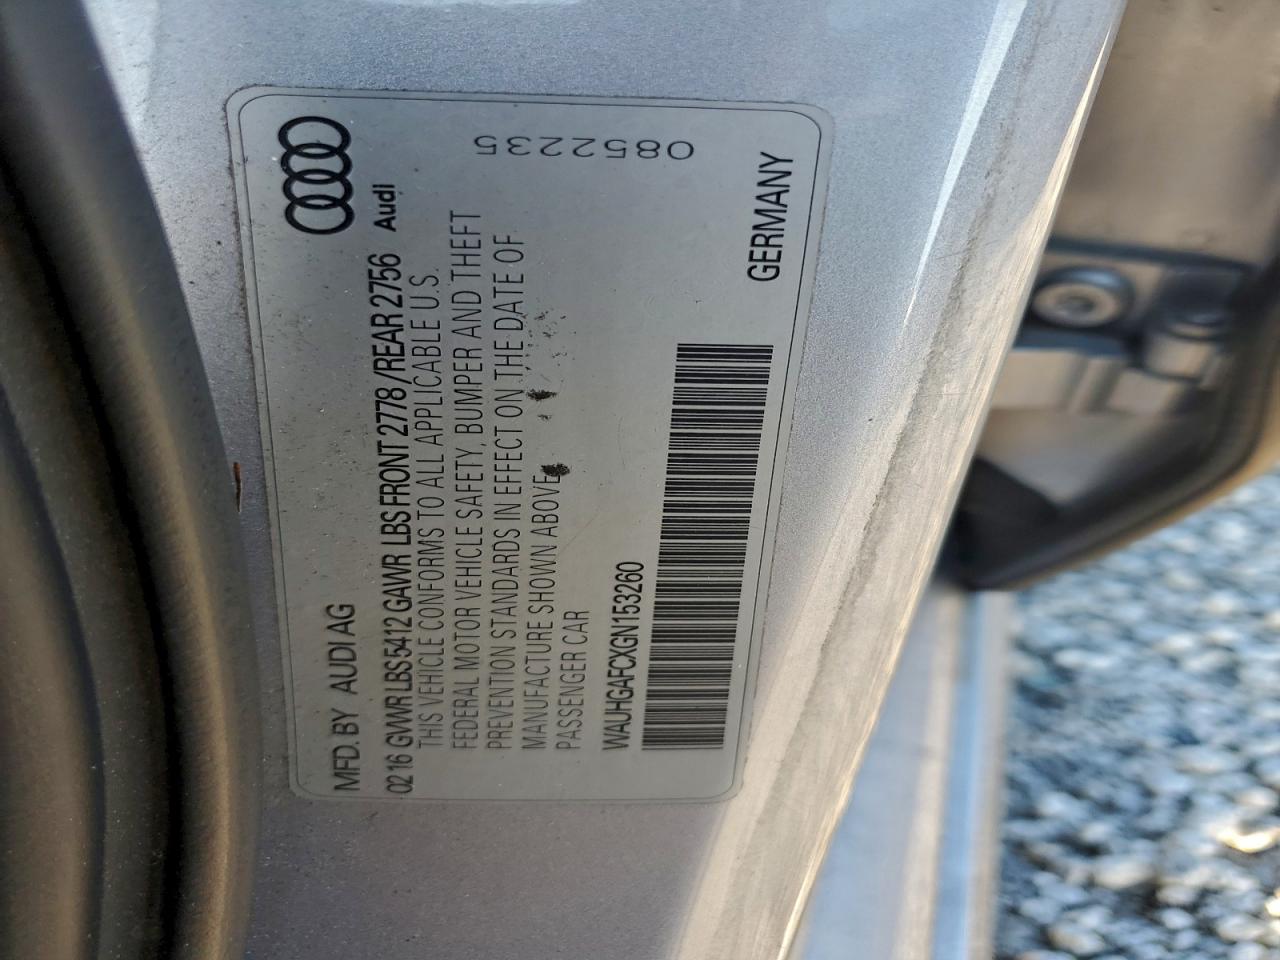 MFD. BY AUDI AG
Audi
02 16 GVWR LBS 5412 GAWR LBS FRONT 2778 / REAR 2756
THIS VEHICLE CONFORMS TO ALL APPLICABLE U.S.
FEDERAL MOTOR VEHICLE SAFETY, BUMPER AND THEFT
PREVENTION STANDARDS IN EFFECT ON THE DATE OF
MANUFACTURE SHOWN ABOVE.
PASSENGER CAR
WAUHGAFCXGN153260
GERMANY
085235